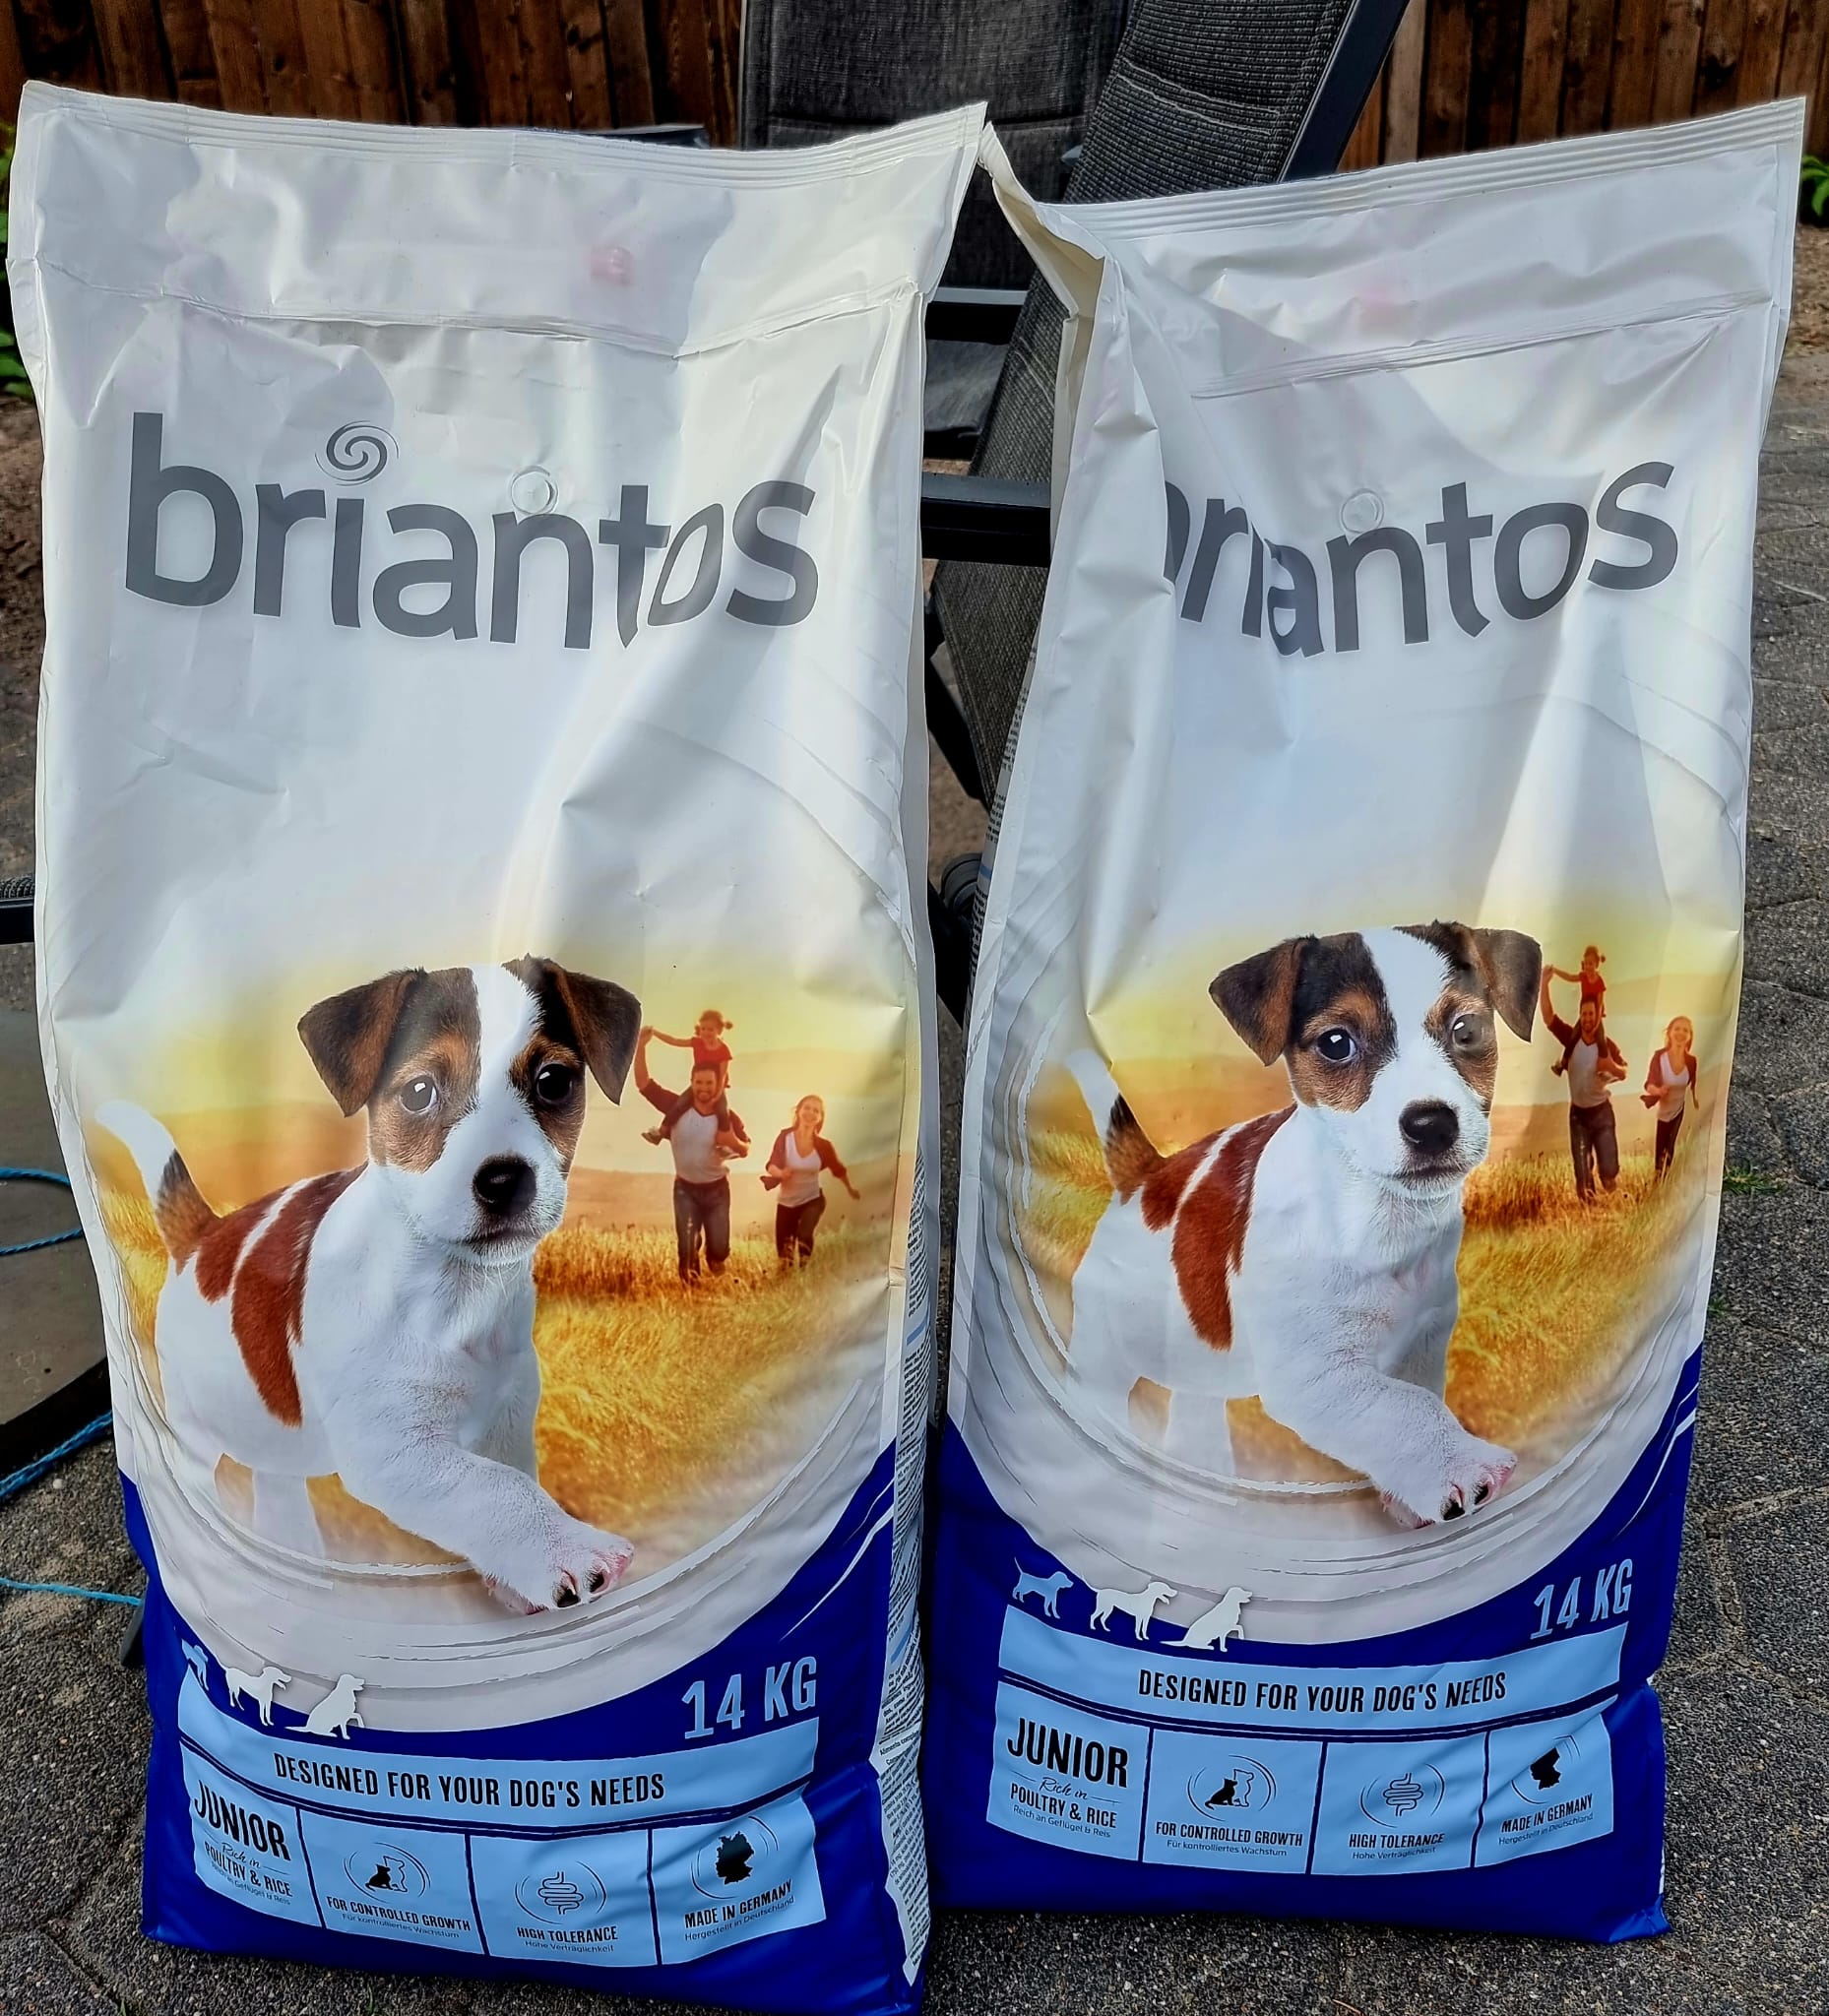 briantos
14 KG
DESIGNED FOR YOUR DOG'S NEEDS
JUNIOR
Rich in
POULTRY & RICE
Reich an Geflügel & Reis
FOR CONTROLLED GROWTH
Für kontrolliertes Wachstum
HIGH TOLERANCE
Hohe Verträglichkeit
MADE IN GERMANY
Hergestellt in Deutschland
briantos
14 KG
DESIGNED FOR YOUR DOG'S NEEDS
JUNIOR
Rich in
POULTRY & RICE
Reich an Geflügel & Reis
FOR CONTROLLED GROWTH
Für kontrolliertes Wachstum
HIGH TOLERANCE
Hohe Verträglichkeit
MADE IN GERMANY
Hergestellt in Deutschland